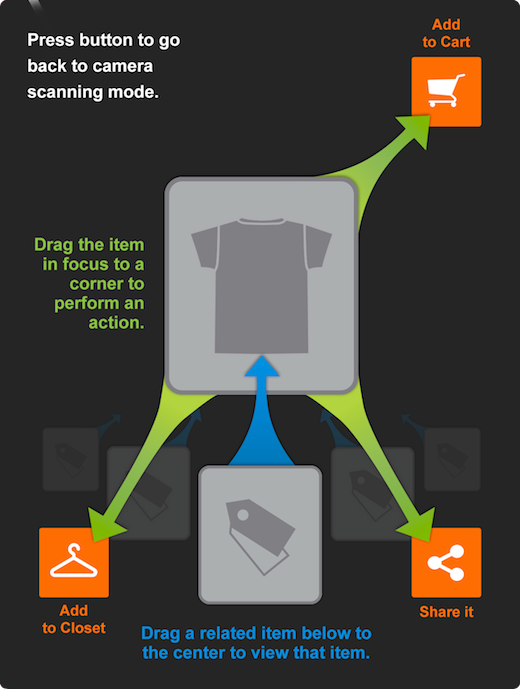 Press button to go
back to camera
scanning mode.
Add
to Cart
Drag the item
in focus to a
corner to
perform an
action.
Add
to Closet
Share it
Drag a related item below to
the center to view that item.